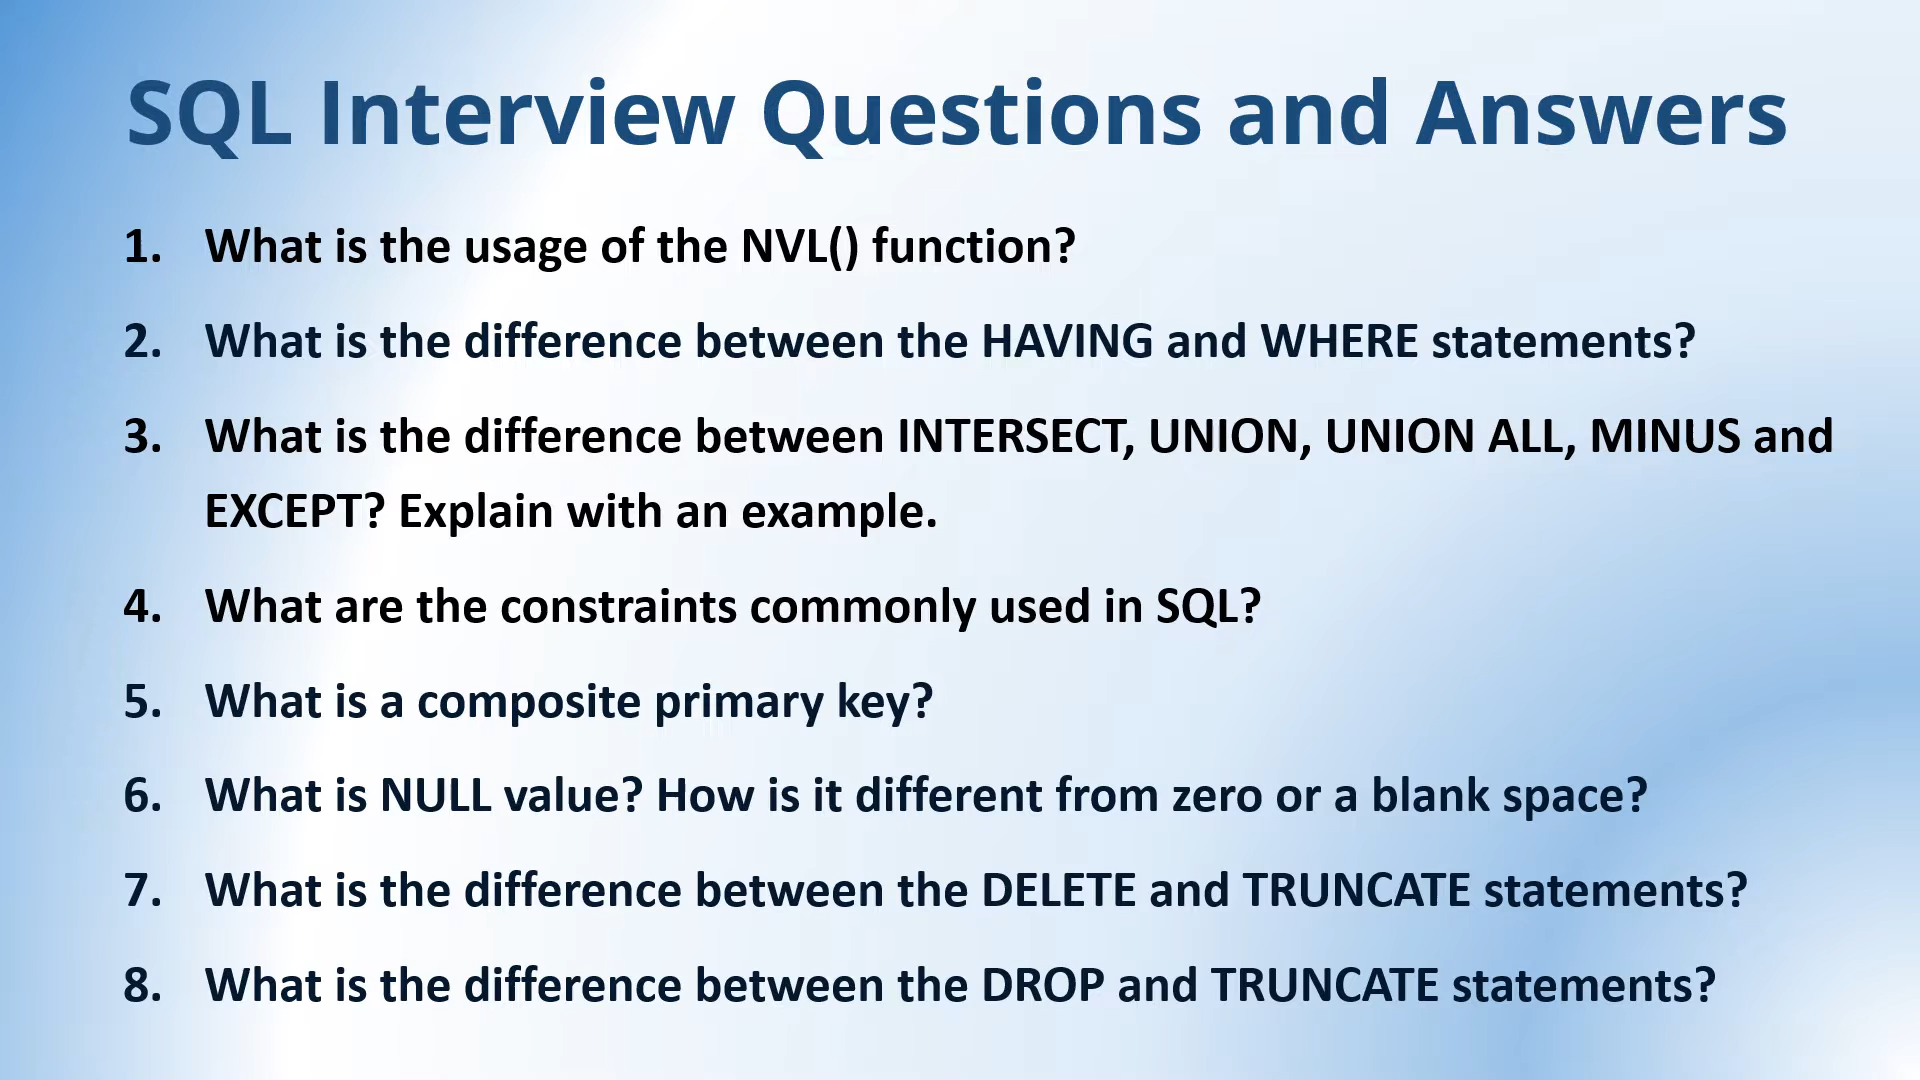 SQL Interview Questions and Answers
1. What is the usage of the NVL() function?
2. What is the difference between the HAVING and WHERE statements?
3. What is the difference between INTERSECT, UNION, UNION ALL, MINUS and
EXCEPT? Explain with an example.
4. What are the constraints commonly used in SQL?
5. What is a composite primary key?
6. What is NULL value? How is it different from zero or a blank space?
7. What is the difference between the DELETE and TRUNCATE statements?
8. What is the difference between the DROP and TRUNCATE statements?